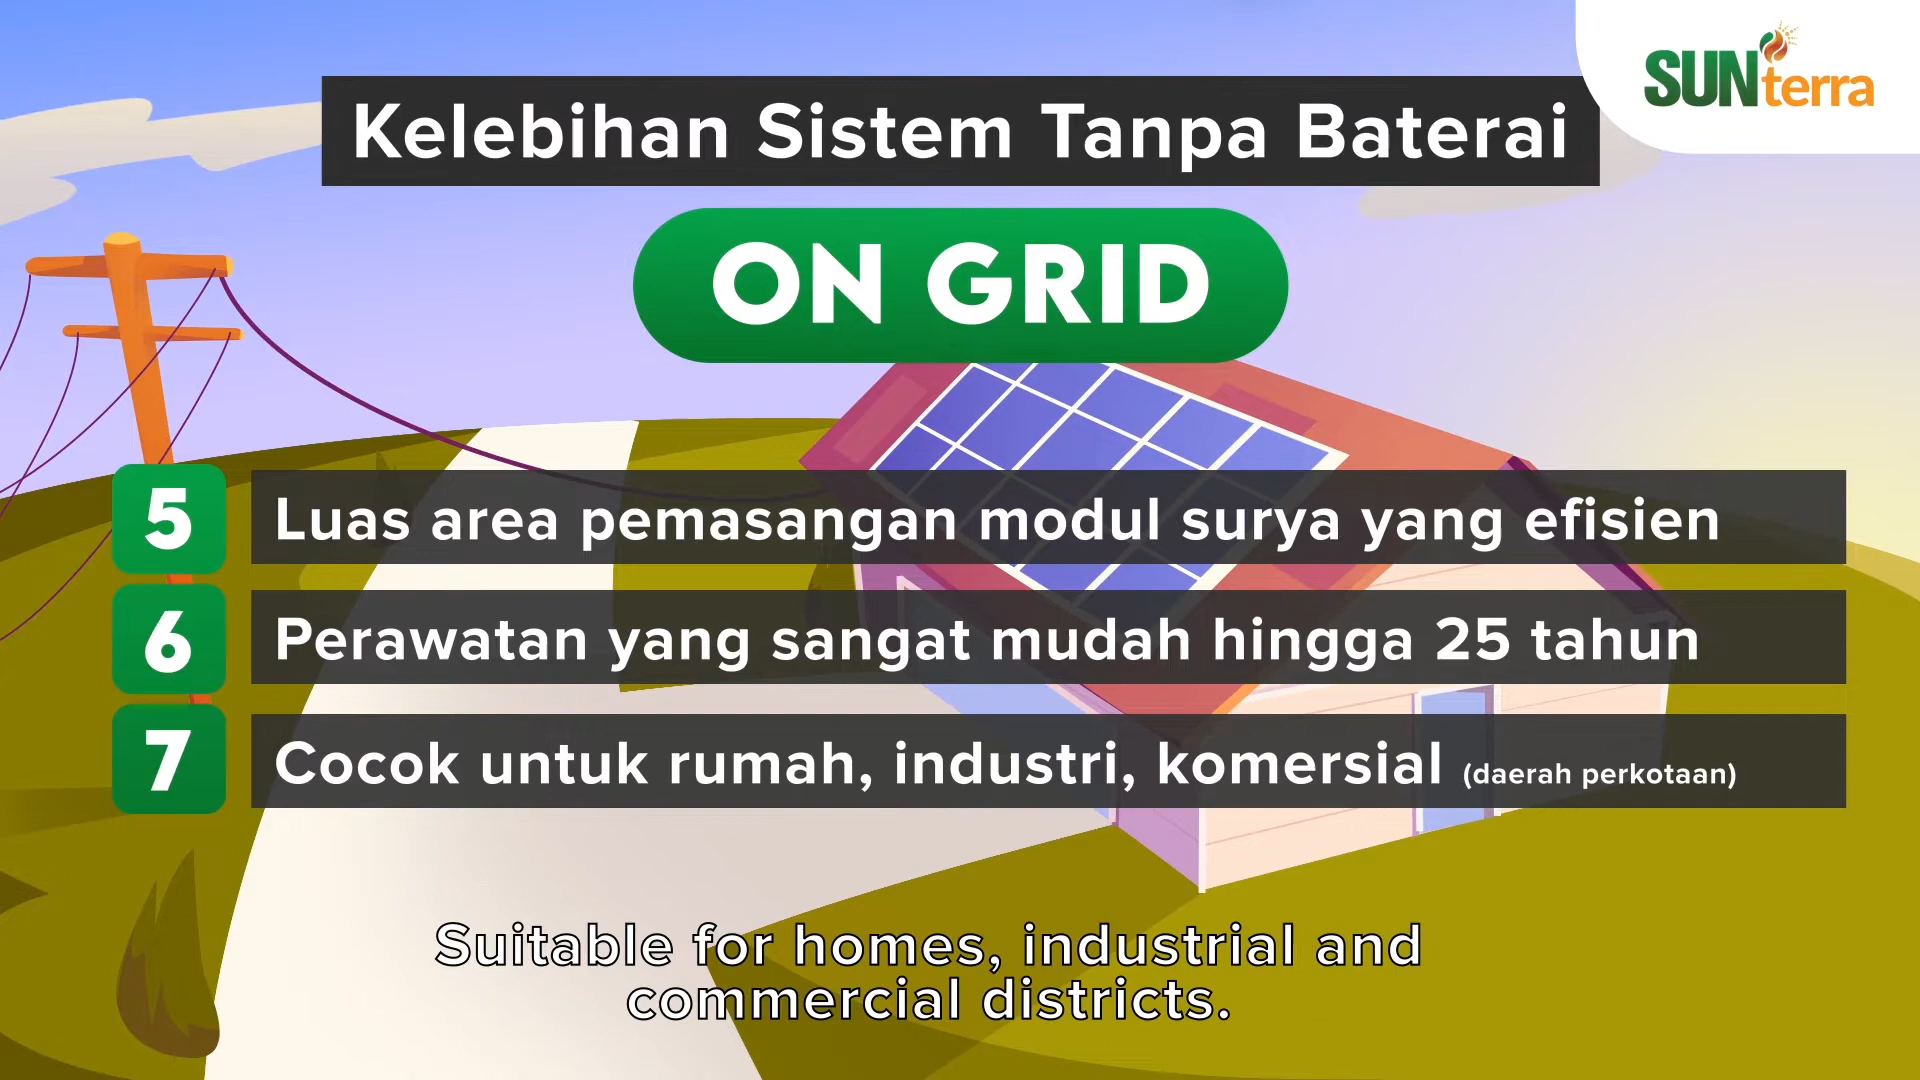 SUNterra
Kelebihan Sistem Tanpa Baterai
ON GRID
5 Luas area pemasangan modul surya yang efisien
6 Perawatan yang sangat mudah hingga 25 tahun
7 Cocok untuk rumah, industri, komersial (daerah perkotaan)
Suitable for homes, industrial and
commercial districts.